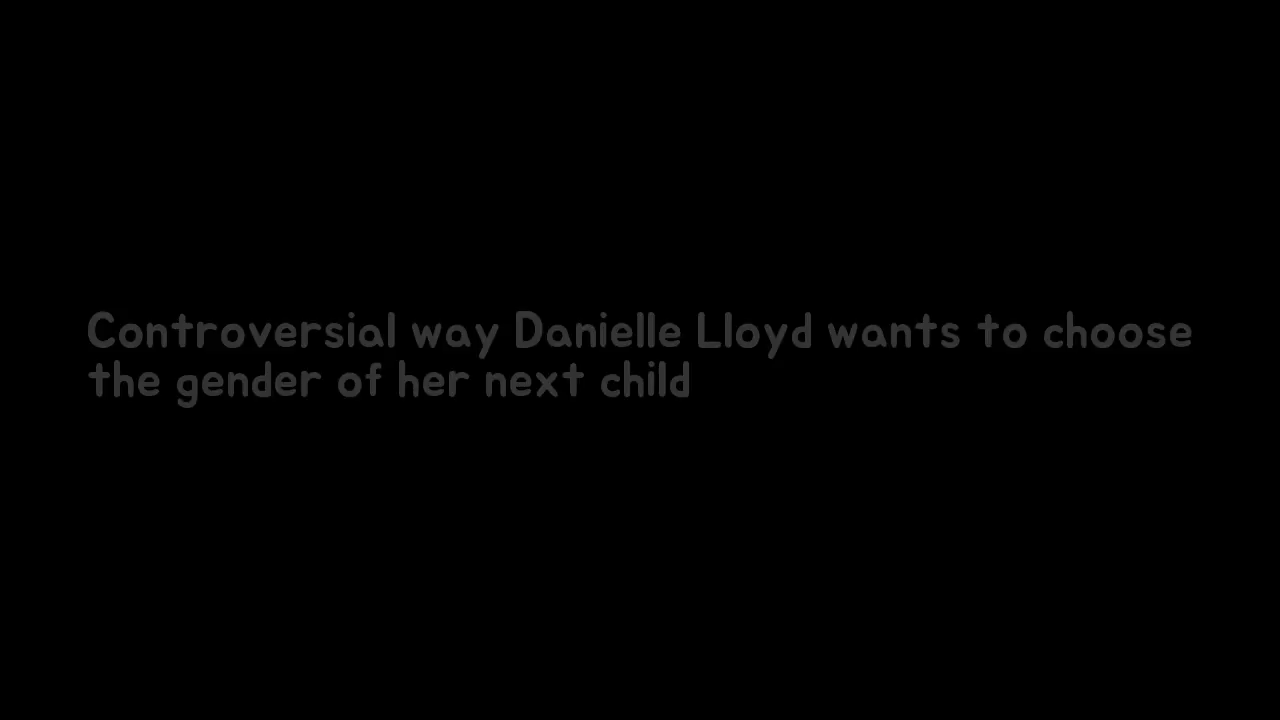 Controversial way Danielle Lloyd wants to choose
the gender of her next child